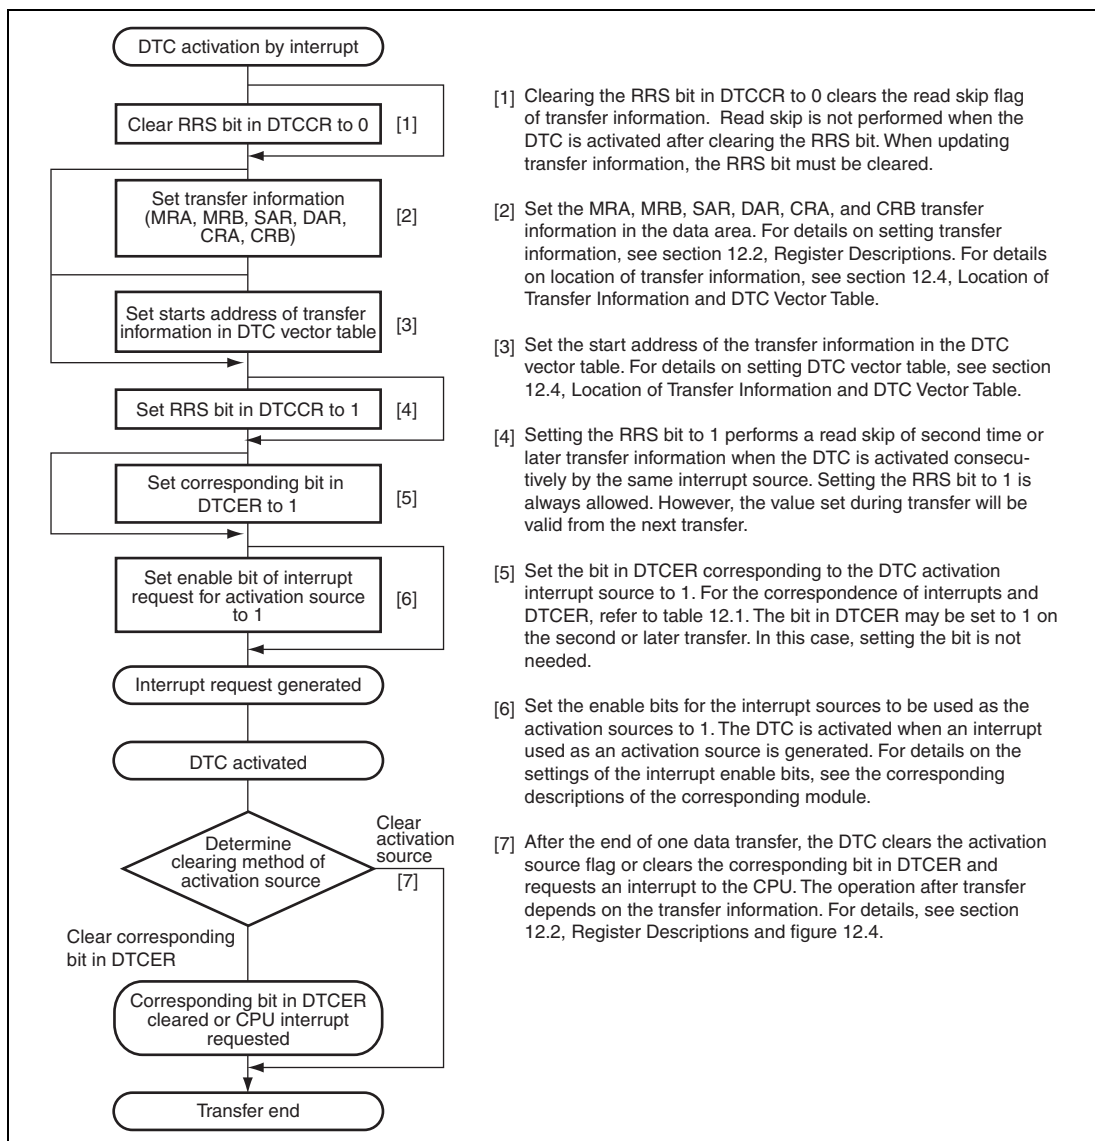 DTC activation by interrupt
Clear RRS bit in DTCCR to 0
[1]
Set transfer information
(MRA, MRB, SAR, DAR,
CRA, CRB)
[2]
Set starts address of transfer
information in DTC vector table
[3]
Set RRS bit in DTCCR to 1
[4]
Set corresponding bit in
DTCER to 1
[5]
Set enable bit of interrupt
request for activation source
to 1
[6]
Interrupt request generated
DTC activated
Determine
clearing method of
activation source
Clear
activation
source
[7]
Clear corresponding
bit in DTCER
Corresponding bit in DTCER
cleared or CPU interrupt
requested
Transfer end
[1] Clearing the RRS bit in DTCCR to 0 clears the read skip flag
of transfer information. Read skip is not performed when the
DTC is activated after clearing the RRS bit. When updating
transfer information, the RRS bit must be cleared.
[2] Set the MRA, MRB, SAR, DAR, CRA, and CRB transfer
information in the data area. For details on setting transfer
information, see section 12.2, Register Descriptions. For details
on location of transfer information, see section 12.4, Location of
Transfer Information and DTC Vector Table.
[3] Set the start address of the transfer information in the DTC
vector table. For details on setting DTC vector table, see section
12.4, Location of Transfer Information and DTC Vector Table.
[4] Setting the RRS bit to 1 performs a read skip of second time or
later transfer information when the DTC is activated consecu-
tively by the same interrupt source. Setting the RRS bit to 1 is
always allowed. However, the value set during transfer will be
valid from the next transfer.
[5] Set the bit in DTCER corresponding to the DTC activation
interrupt source to 1. For the correspondence of interrupts and
DTCER, refer to table 12.1. The bit in DTCER may be set to 1 on
the second or later transfer. In this case, setting the bit is not
needed.
[6] Set the enable bits for the interrupt sources to be used as the
activation sources to 1. The DTC is activated when an interrupt
used as an activation source is generated. For details on the
settings of the interrupt enable bits, see the corresponding
descriptions of the corresponding module.
[7] After the end of one data transfer, the DTC clears the activation
source flag or clears the corresponding bit in DTCER and
requests an interrupt to the CPU. The operation after transfer
depends on the transfer information. For details, see section
12.2, Register Descriptions and figure 12.4.